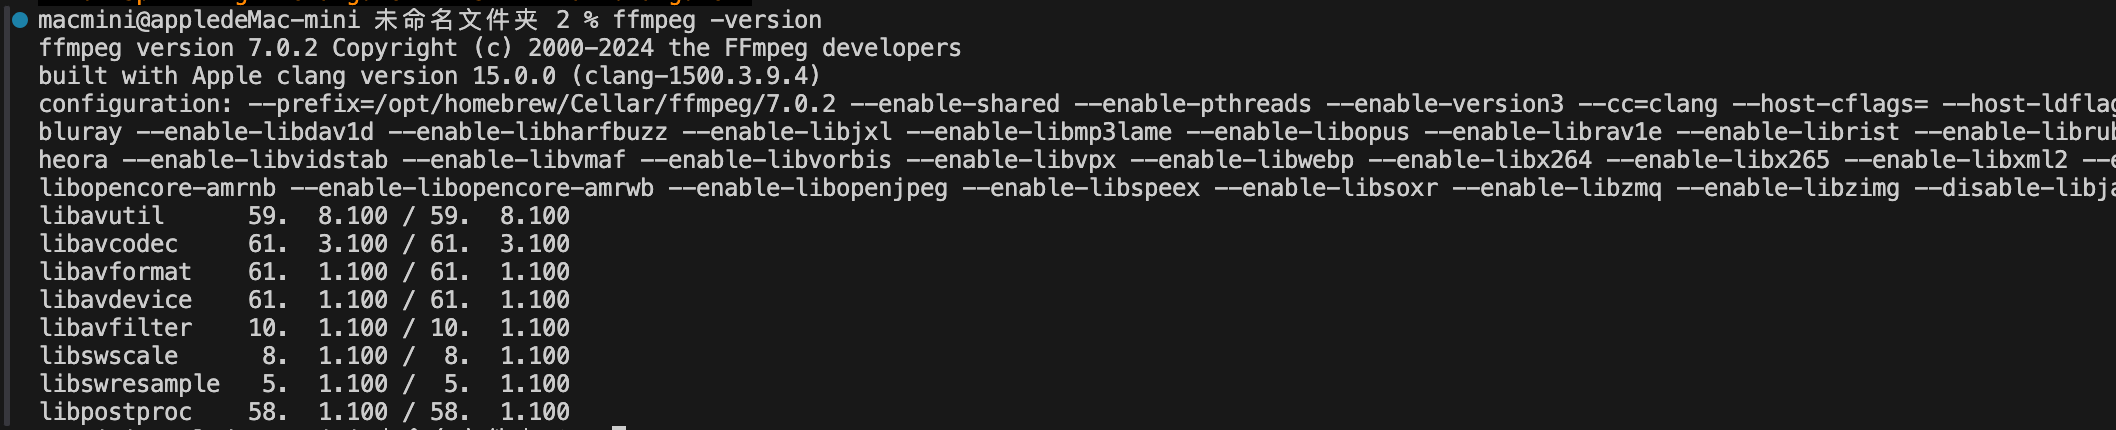 macmini@appledeMac-mini 未命名文件夹 2 % ffmpeg -version
ffmpeg version 7.0.2 Copyright (c) 2000-2024 the FFmpeg developers
built with Apple clang version 15.0.0 (clang-1500.3.9.4)
configuration: --prefix=/opt/homebrew/Cellar/ffmpeg/7.0.2 --enable-shared --enable-pthreads --enable-version3 --cc=clang --host-cflags= --host-ldflag
bluray --enable-libdav1d --enable-libharfbuzz --enable-libjxl --enable-libmp3lame --enable-libopus --enable-librav1e --enable-librist --enable-librub
heora --enable-libvidstab --enable-libvmaf --enable-libvorbis --enable-libvpx --enable-libwebp --enable-libx264 --enable-libx265 --enable-libxml2 --e
libopencore-amrnb --enable-libopencore-amrwb --enable-libopenjpeg --enable-libspeex --enable-libsoxr --enable-libzmq --enable-libzimg --disable-libja
libavutil      59.  8.100 / 59.  8.100
libavcodec     61.  3.100 / 61.  3.100
libavformat    61.  1.100 / 61.  1.100
libavdevice    61.  1.100 / 61.  1.100
libavfilter    10.  1.100 / 10.  1.100
libswscale      8.  1.100 /  8.  1.100
libswresample   5.  1.100 /  5.  1.100
libpostproc    58.  1.100 / 58.  1.100